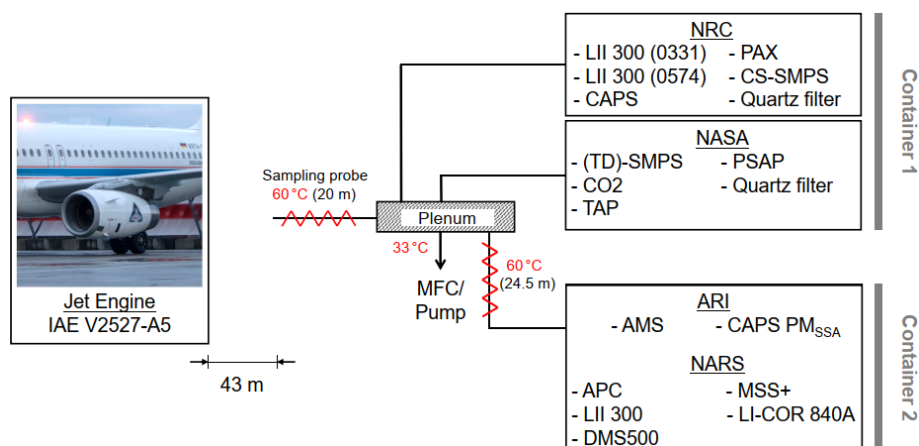 Jet Engine
IAE V2527-A5
43 m
Sampling probe
60°C (20 m)
Plenum
33°C
MFC/
Pump
60°C
(24.5 m)
NRC
- LII 300 (0331) - PAX
- LII 300 (0574) - CS-SMPS
- CAPS - Quartz filter
NASA
- (TD)-SMPS - PSAP
- CO2 - Quartz filter
- TAP
Container 1
ARI
- AMS - CAPS PM_SSA
NARS
- APC - MSS+
- LII 300 - LI-COR 840A
- DMS500
Container 2